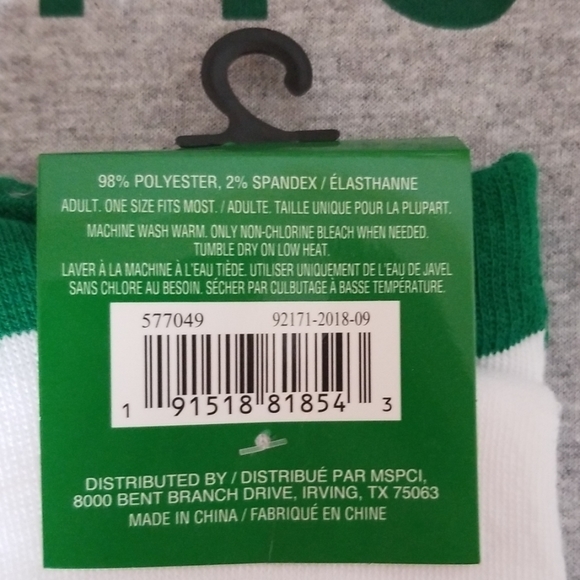 98% POLYESTER, 2% SPANDEX / ÉLASTHANNE
ADULT. ONE SIZE FITS MOST. / ADULTE. TAILLE UNIQUE POUR LA PLUPART.
MACHINE WASH WARM. ONLY NON-CHLORINE BLEACH WHEN NEEDED.
TUMBLE DRY ON LOW HEAT.
LAVER À LA MACHINE À L'EAU TIÈDE. UTILISER UNIQUEMENT DE L'EAU DE JAVEL
SANS CHLORE AU BESOIN. SÉCHER PAR CULBUTAGE À BASSE TEMPÉRATURE.
577049 92171-2018-09
1 91518 81854 3
DISTRIBUTED BY / DISTRIBUÉ PAR MSPCI,
8000 BENT BRANCH DRIVE, IRVING, TX 75063
MADE IN CHINA / FABRIQUÉ EN CHINE